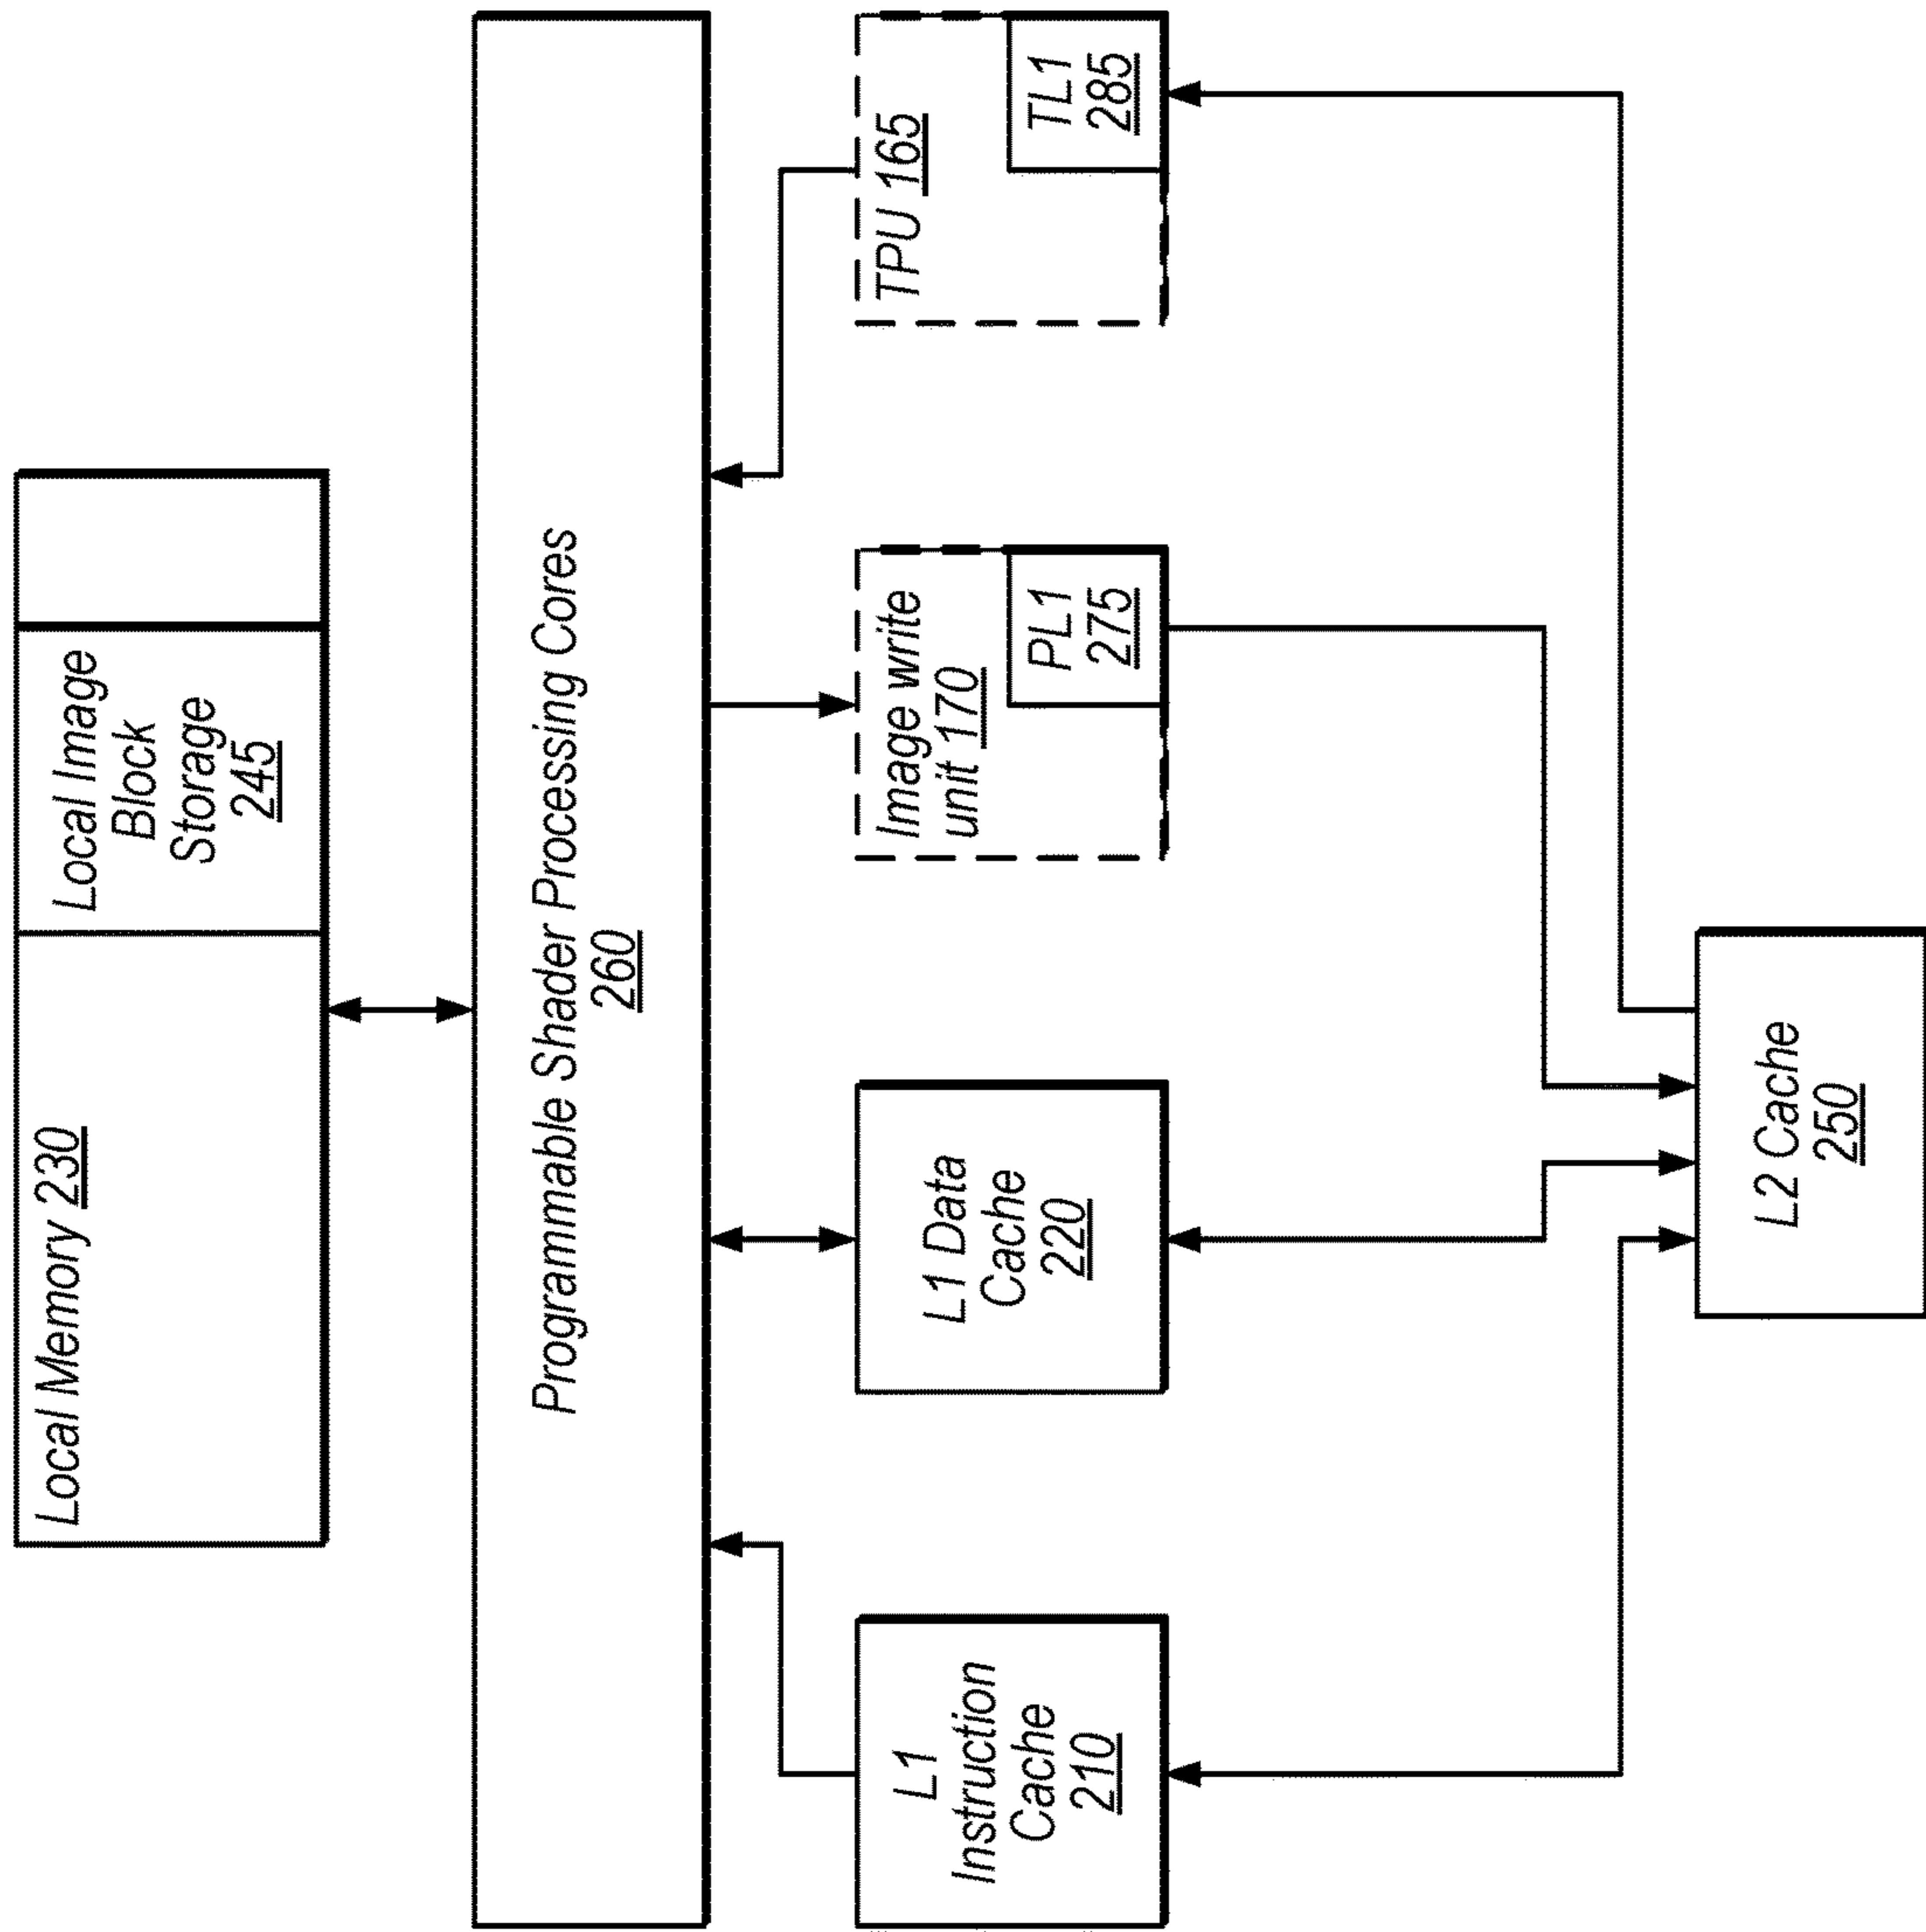 Local Memory 230
Local Image
Block
Storage
245
Programmable Shader Processing Cores
260
L1
Instruction
Cache
210
L1 Data
Cache
220
Image write
unit 170
PL1
275
TPU 165
TL1
285
L2 Cache
250